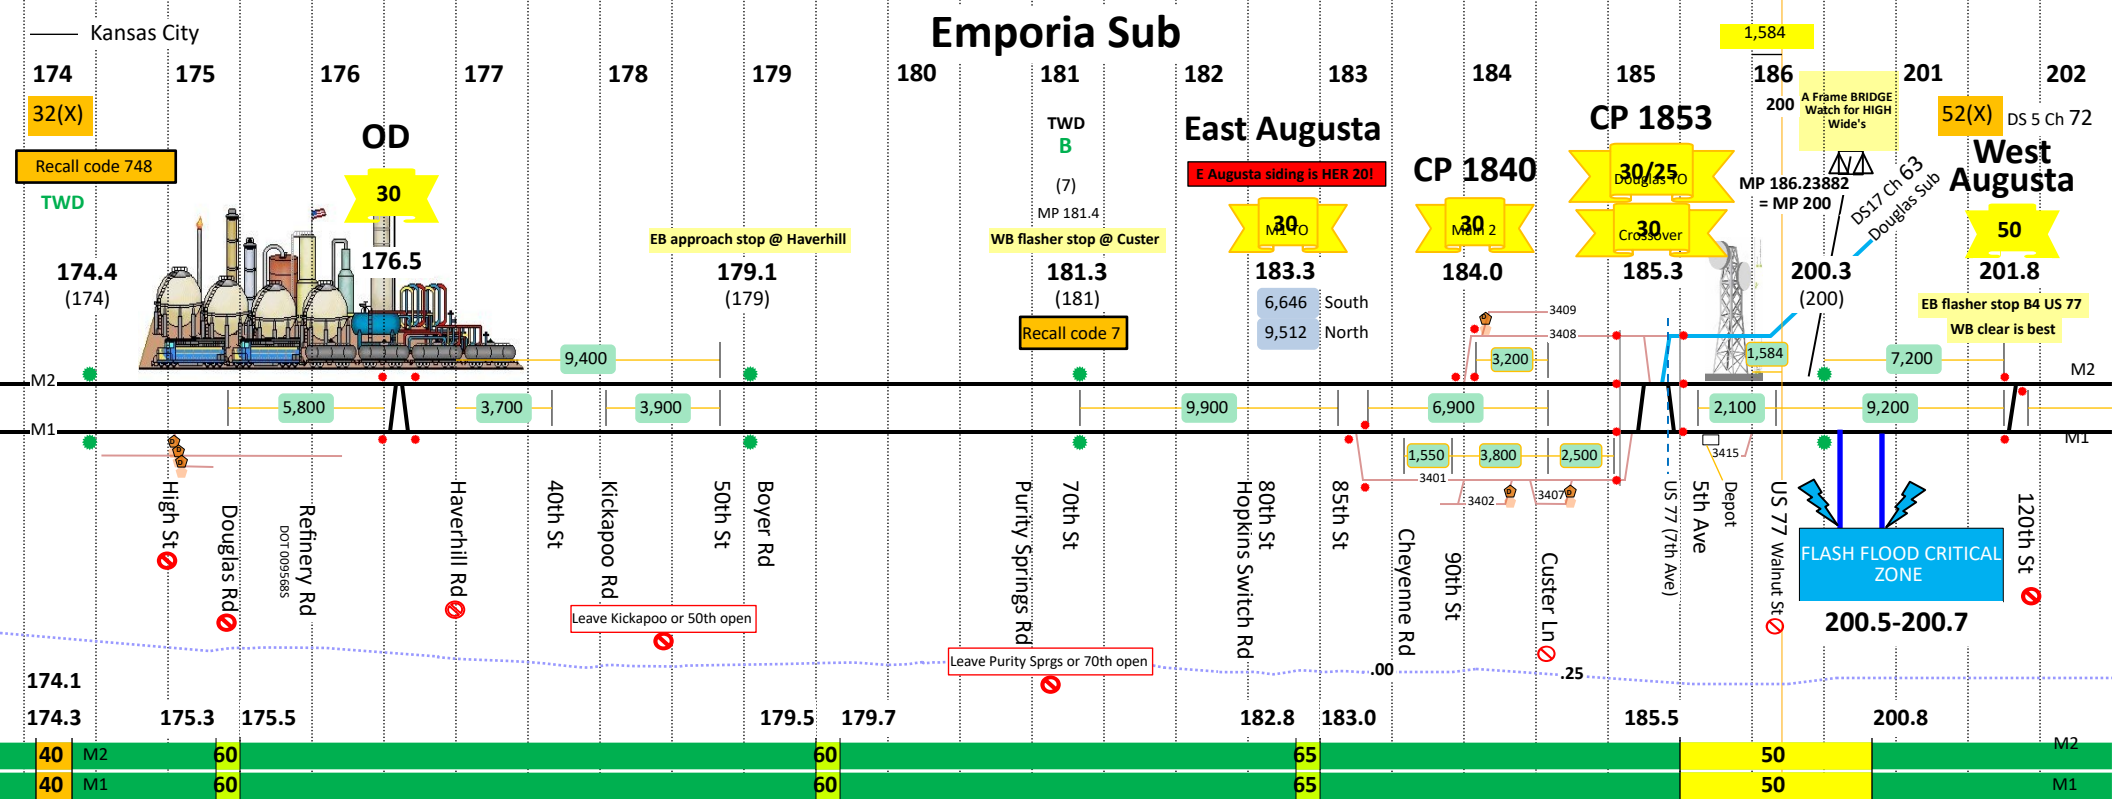 Emporia Sub
Kansas City
1,584
174 175 176 177 178 179 180 181 182 183 184 185 186 201 202
32(X)
Recall code 748
TWD
OD
30
176.5
174.4
(174)
EB approach stop @ Haverhill
179.1
(179)
TWD
B
(7)
MP 181.4
WB flasher stop @ Custer
181.3
(181)
Recall code 7
East Augusta
E Augusta siding is HER 20!
30
M1 TO
183.3
6,646 South
9,512 North
CP 1840
30
Main 2
184.0
CP 1853
30/25
Douglas TO
30
Crossover
185.3
200
A Frame BRIDGE
Watch for HIGH
Wide's
MP 186.23882
= MP 200
DS17 Ch 63
Douglas Sub
200.3
(200)
52(X) DS 5 Ch 72
West
Augusta
50
201.8
EB flasher stop B4 US 77
WB clear is best
3409
3408
9,400
3,200
1,584
7,200
M2
M2
5,800
3,700
3,900
9,900
6,900
2,100
9,200
M1
M1
1,550
3,800
2,500
3415
3401
3402
3407
High St
Douglas Rd
Refinery Rd
DOT 009568S
Haverhill Rd
40th St
Kickapoo Rd
50th St
Boyer Rd
Purity Springs Rd
70th St
Hopkins Switch Rd
80th St
85th St
Cheyenne Rd
90th St
Custer Ln
US 77 (7th Ave)
5th Ave
Depot
US 77 Walnut St
120th St
Leave Kickapoo or 50th open
Leave Purity Sprgs or 70th open
FLASH FLOOD CRITICAL
ZONE
200.5-200.7
.00
.25
174.1
174.3 175.3 175.5 179.5 179.7 182.8 183.0 185.5 200.8
40 M2 60 60 65 50 M2
40 M1 60 60 65 50 M1